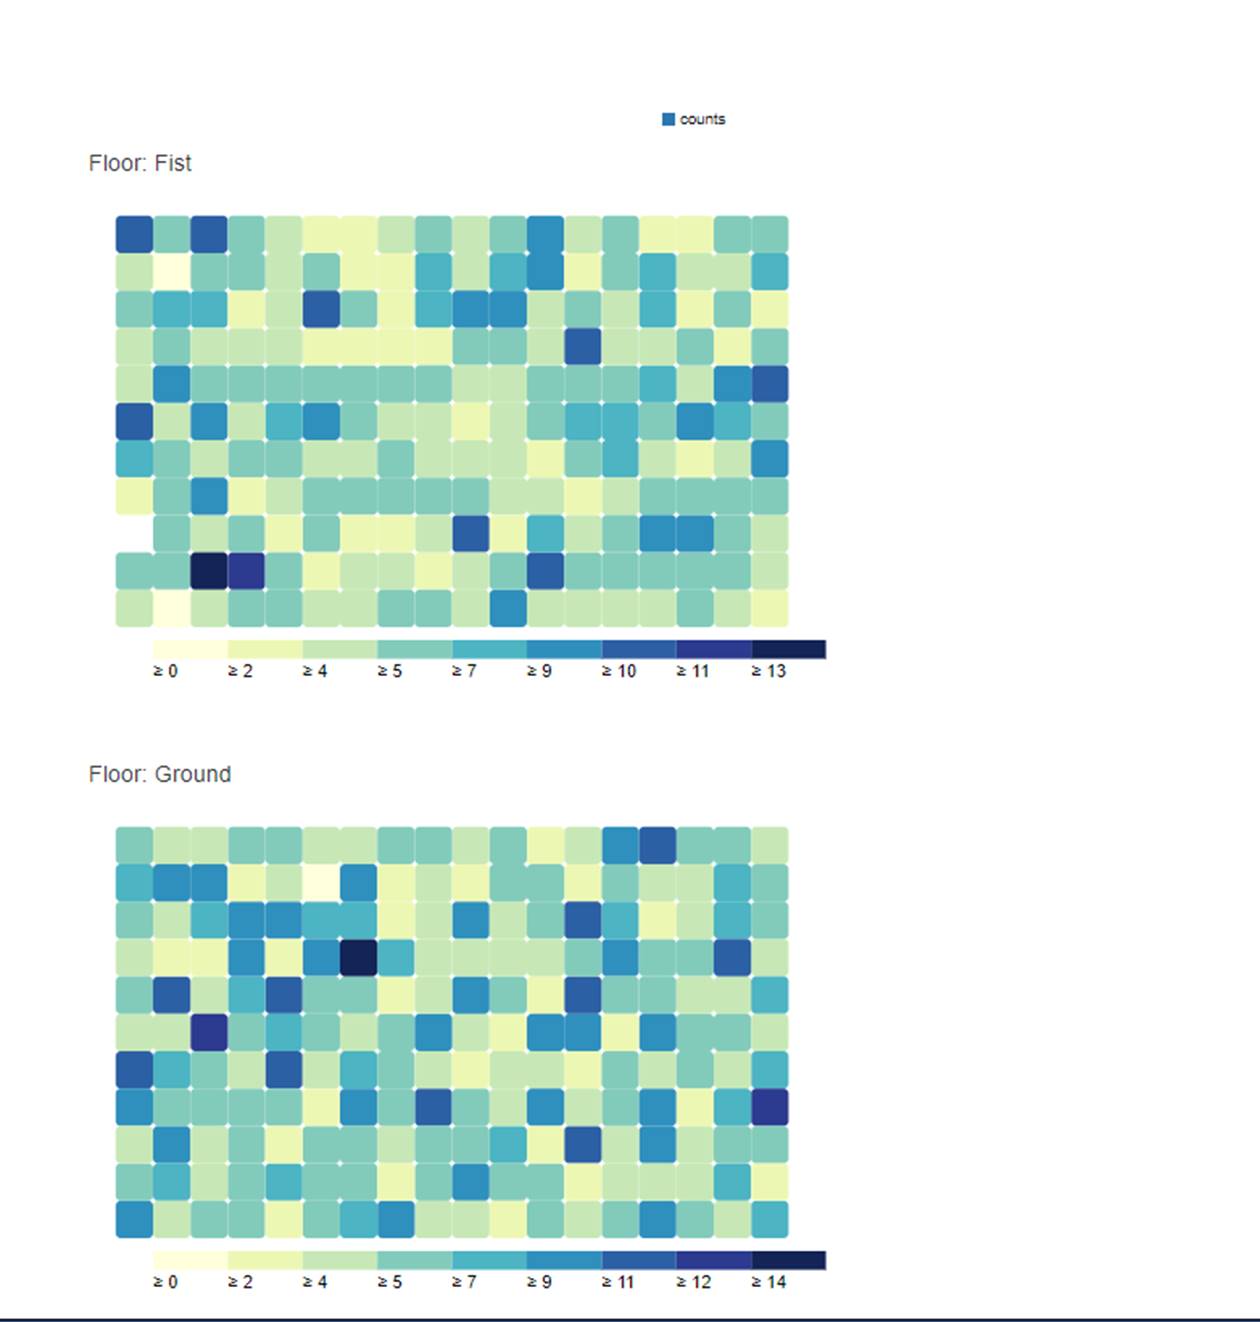 counts
Floor: Fist
≥ 0 ≥ 2 ≥ 4 ≥ 5 ≥ 7 ≥ 9 ≥ 10 ≥ 11 ≥ 13
Floor: Ground
≥ 0 ≥ 2 ≥ 4 ≥ 5 ≥ 7 ≥ 9 ≥ 11 ≥ 12 ≥ 14